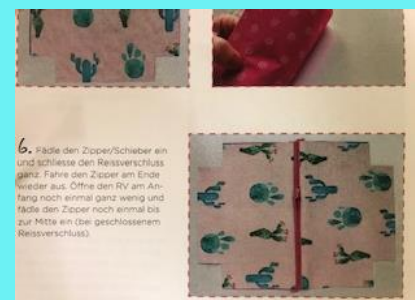 6. Fädle den Zipper/Schieber ein
und schliesse den Reissverschluss
ganz. Fahre den Zipper am Ende
wieder aus. Öffne den RV am An-
fang noch einmal ganz wenig und
fädle den Zipper noch einmal bis
zur Mitte ein (bei geschlossenem
Reissverschluss).